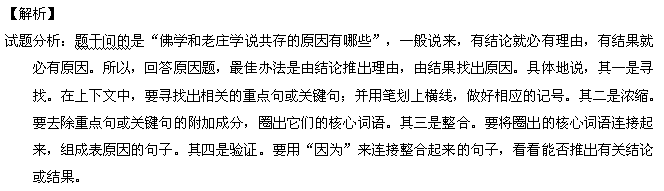 【解析】
试题分析：题干问的是“佛学和老庄学说共存的原因有哪些”，一般说来，有结论就必有理由，有结果就
必有原因。所以，回答原因题，最佳办法是由结论推出理由，由结果找出原因。具体地说，其一是寻
找。在上下文中，要寻找出相关的重点句或关键句；并用笔划上横线，做好相应的记号。其二是浓缩。
要去除重点句或关键句的附加成分，圈出它们的核心词语。其三是整合。要将圈出的核心词语连接起
来，组成表原因的句子。其四是验证。要用“因为”来连接整合起来的句子，看看能否推出有关结论
或结果。